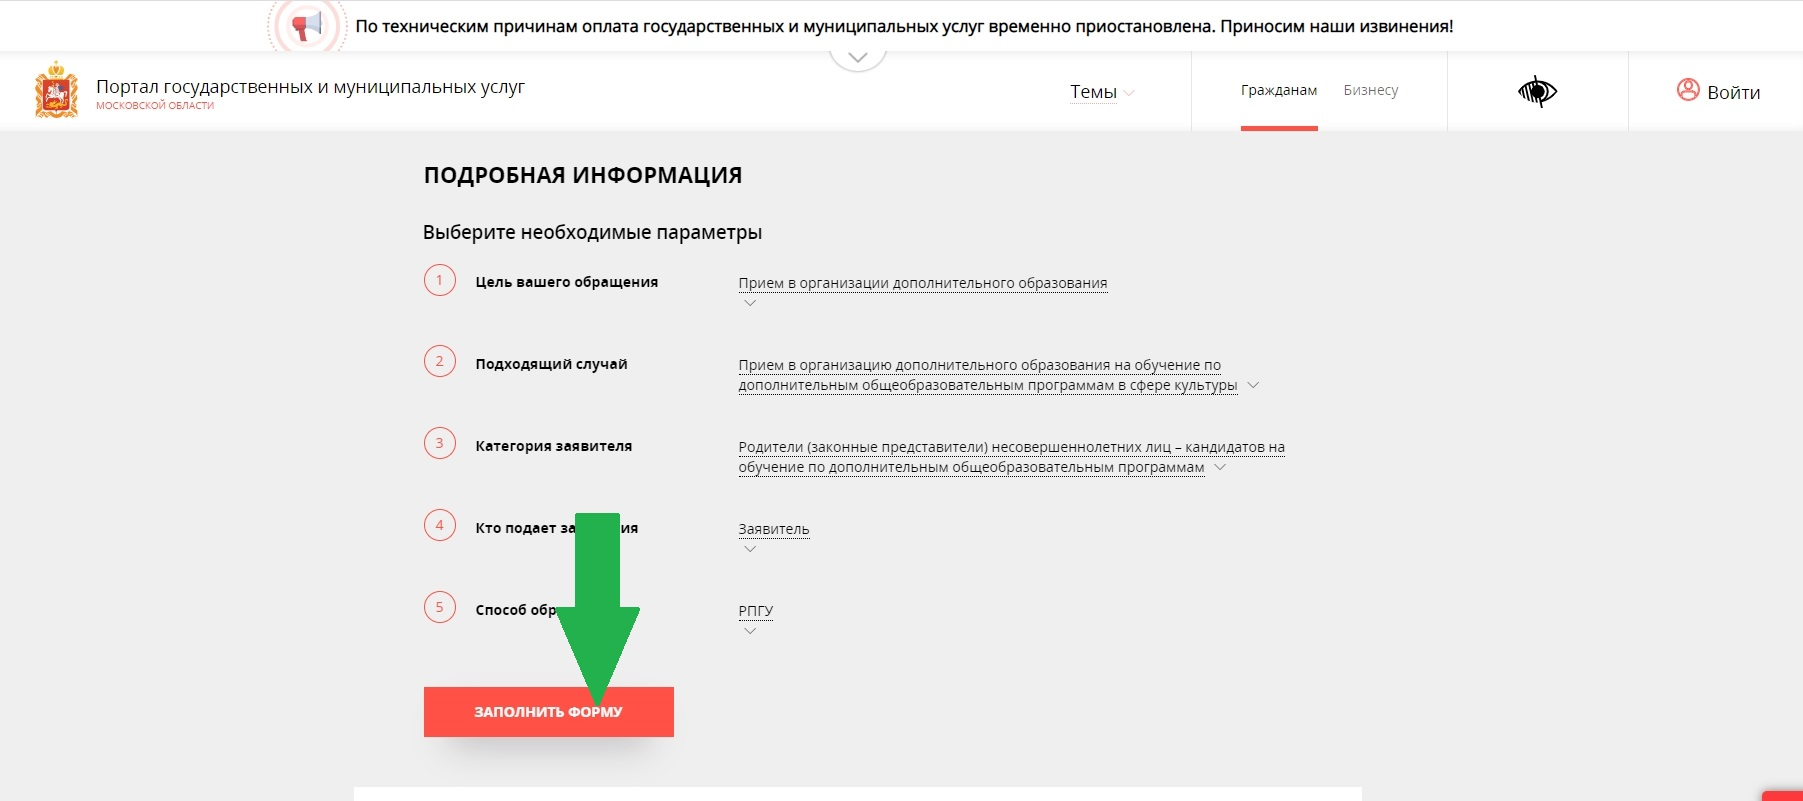 По техническим причинам оплата государственных и муниципальных услуг временно приостановлена. Приносим наши извинения!
Портал государственных и муниципальных услуг
МОСКОВСКОЙ ОБЛАСТИ
Темы
Гражданам
Бизнесу
Войти
ПОДРОБНАЯ ИНФОРМАЦИЯ
Выберите необходимые параметры
1 Цель вашего обращения
Прием в организации дополнительного образования
2 Подходящий случай
Прием в организацию дополнительного образования на обучение по
дополнительным общеобразовательным программам в сфере культуры
3 Категория заявителя
Родители (законные представители) несовершеннолетних лиц – кандидатов на
обучение по дополнительным общеобразовательным программам
4 Кто подает
Заявитель
5 Способ
РПГУ
ЗАПОЛНИТЬ ФОРМУ